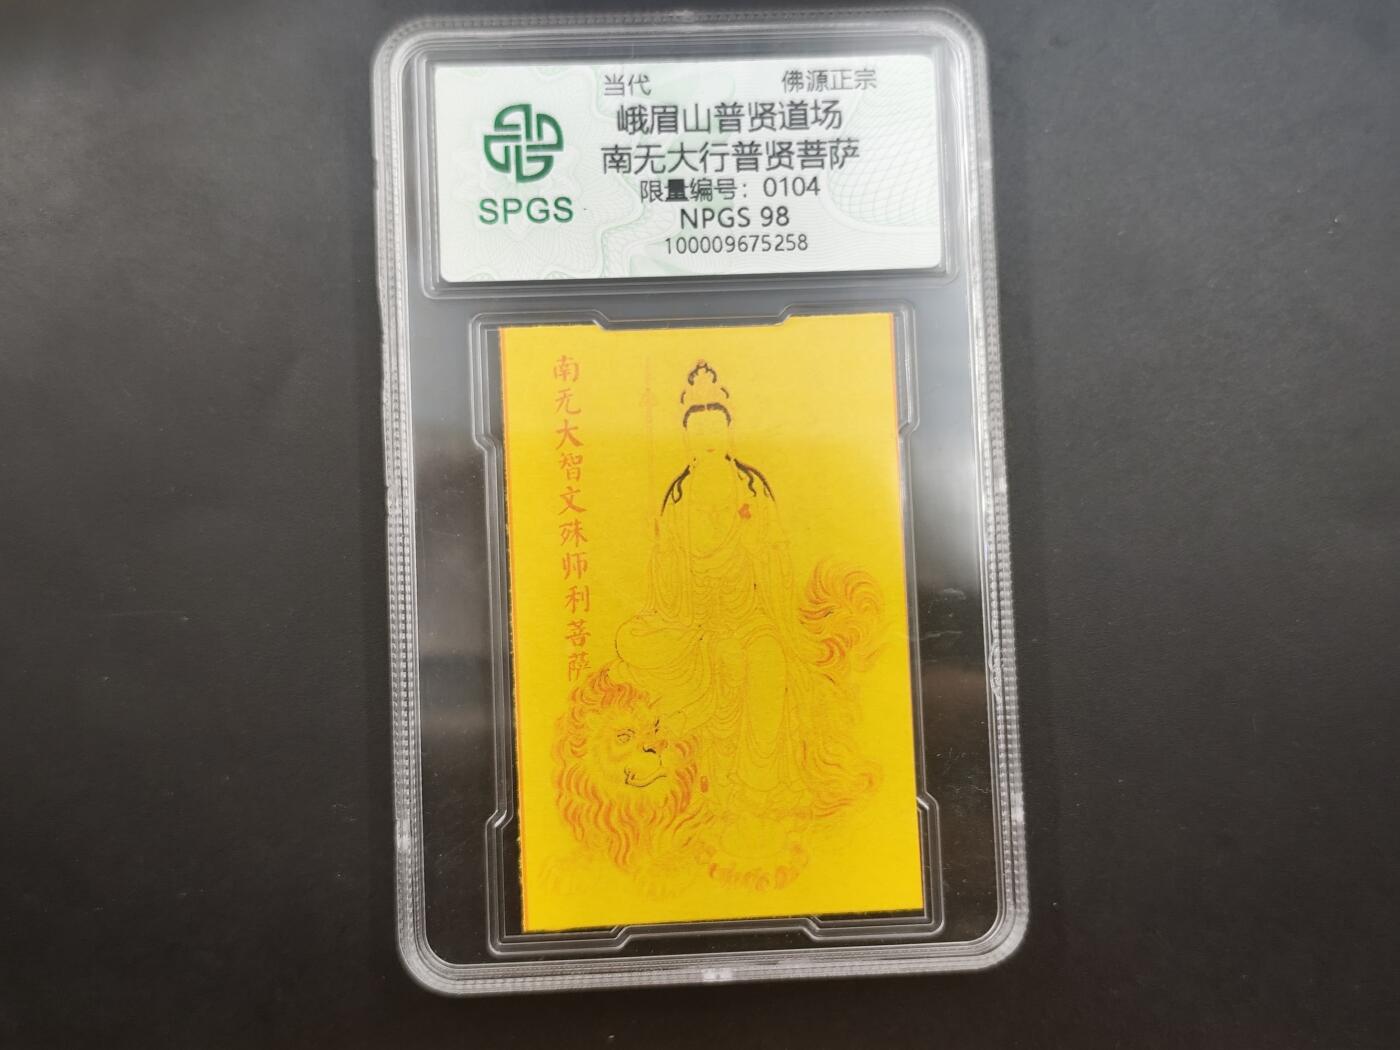 当代 佛源正宗
峨眉山普贤道场
南无大行普贤菩萨
限量编号：0104
NPGS 98
100009675258
SPGS
南无大智文殊师利菩萨